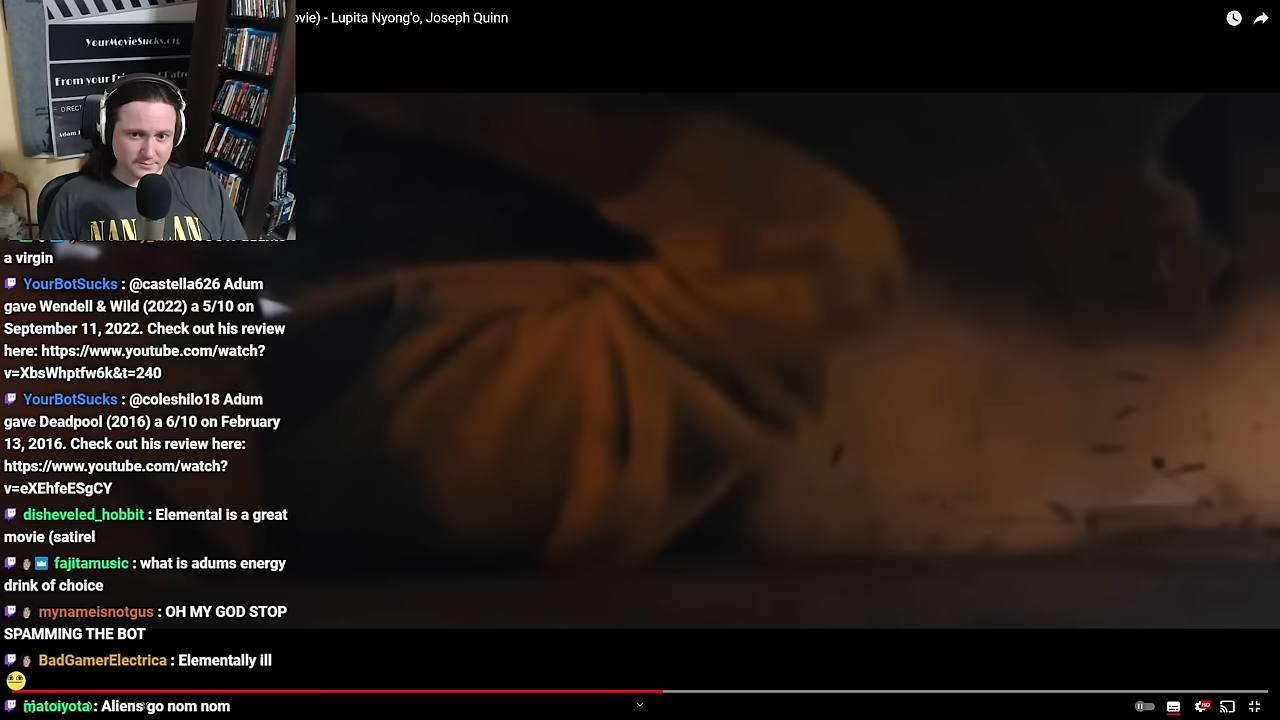 ovie) - Lupita Nyong'o, Joseph Quinn
YourMovieSucks.org
From your Fri
DIRECT
Adam
a virgin
YourBotSucks : @castella626 Adum
gave Wendell & Wild (2022) a 5/10 on
September 11, 2022. Check out his review
here: https://www.youtube.com/watch?
v=XbsWhptfw6k&t=240
YourBotSucks : @coleshilo18 Adum
gave Deadpool (2016) a 6/10 on February
13, 2016. Check out his review here:
https://www.youtube.com/watch?
v=eXEhfeESgCY
disheveled_hobbit : Elemental is a great
movie (satirel
fajitamusic : what is adums energy
drink of choice
mynameisnotgus : OH MY GOD STOP
SPAMMING THE BOT
BadGamerElectrica : Elementally ill
matoiyota : Aliens go nom nom
HD